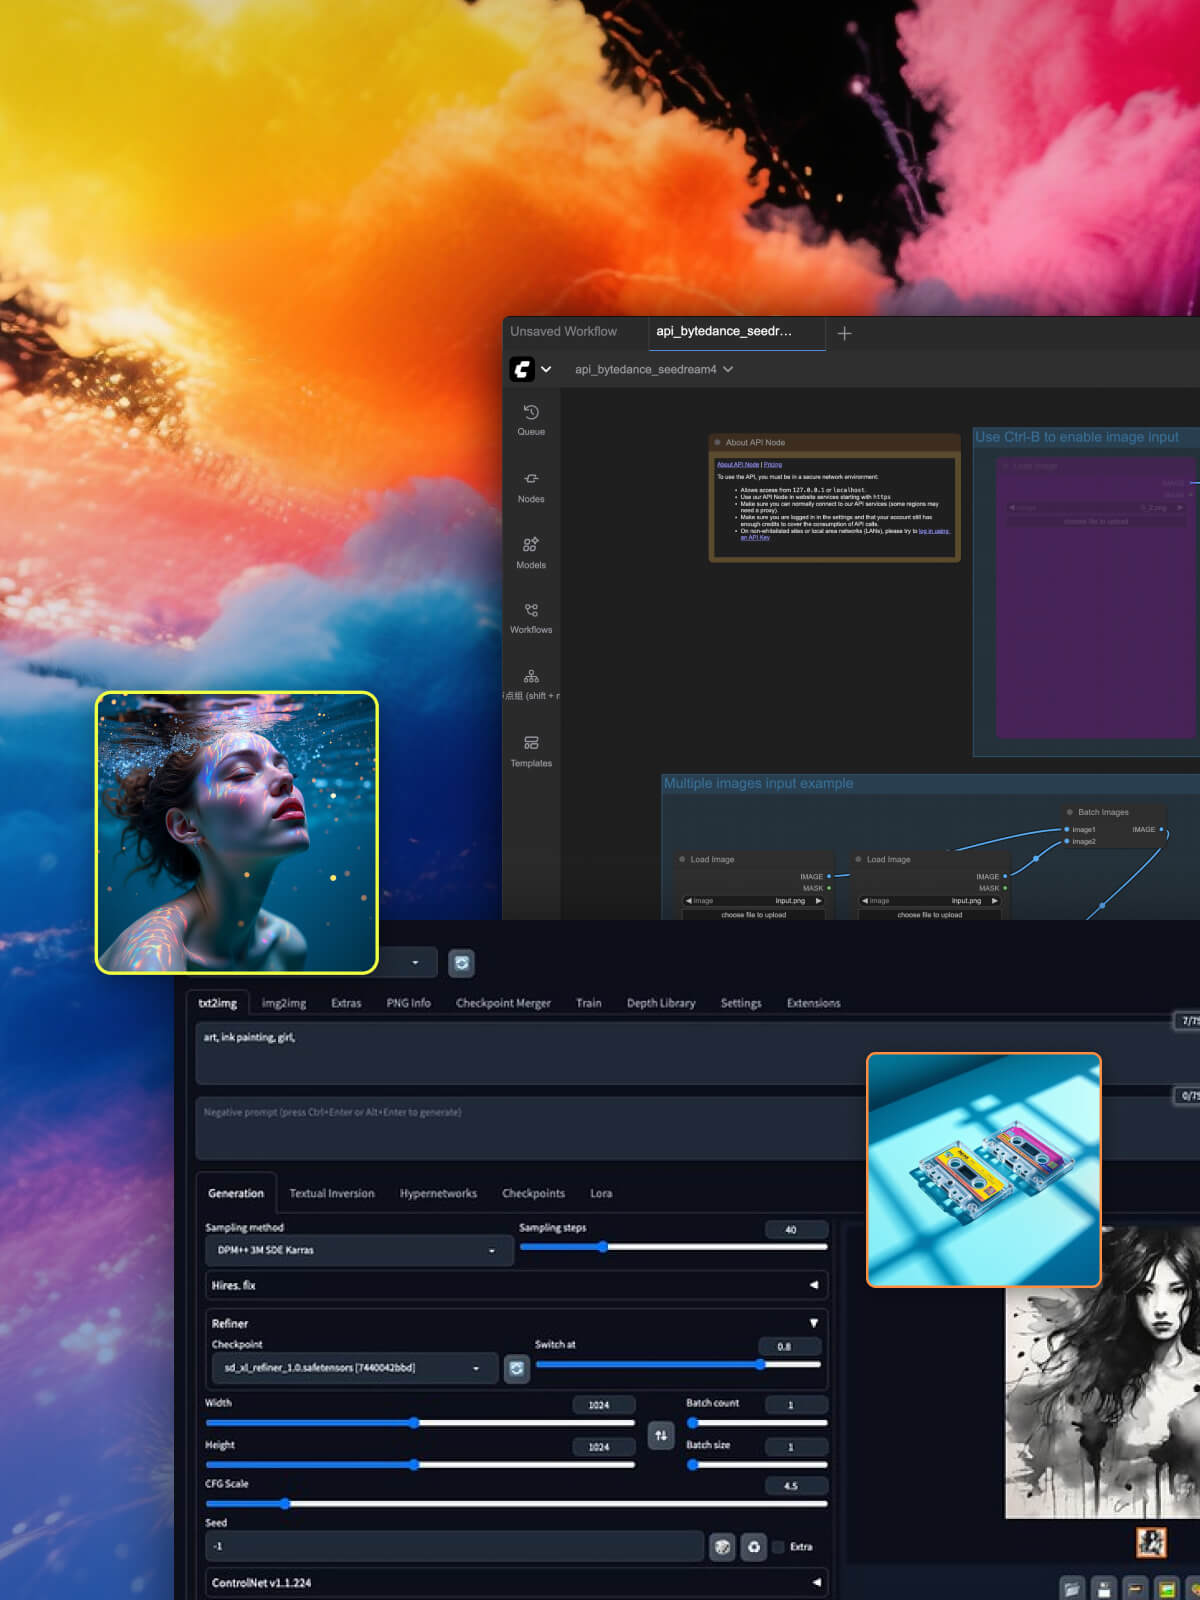 Unsaved Workflow
api_bytedance_seedr...
api_bytedance_seedream4
Queue
Nodes
Models
Workflows
点组 (shift + r
Templates
About API Node
About API Node | Pricing
To use the API, you must be in a secure network environment:
• Allows access from 127.0.0.1 or localhost.
• Use our API Node in website services starting with https
• Make sure you can normally connect to our API services (some regions may
need a proxy).
• Make sure you are logged in in the settings and that your account still has
enough credits to cover the consumption of API calls.
• On non-whitelisted sites or local area networks (LANs), please try to log in using
an API Key
Use Ctrl-B to enable image input
Load Image
IMAGE
MASK
image
choose file to upload
Multiple images input example
Batch Images
image1
IMAGE
image2
Load Image
IMAGE
MASK
image
input.png
choose file to upload
Load Image
IMAGE
MASK
image
input.png
choose file to upload
txt2img
img2img
Extras
PNG Info
Checkpoint Merger
Train
Depth Library
Settings
Extensions
7/75
art, ink painting, girl,
0/75
Negative prompt (press Ctrl+Enter or Alt+Enter to generate)
Generation
Textual Inversion
Hypernetworks
Checkpoints
Lora
Sampling method
DPM++ 3M SDE Karras
Sampling steps
40
Hires. fix
Refiner
Checkpoint
sd_xl_refiner_1.0.safetensors [7440042bbd]
Switch at
0.8
Width
1024
Batch count
1
Height
1024
Batch size
1
CFG Scale
4.5
Seed
-1
Extra
ControlNet v1.1.224